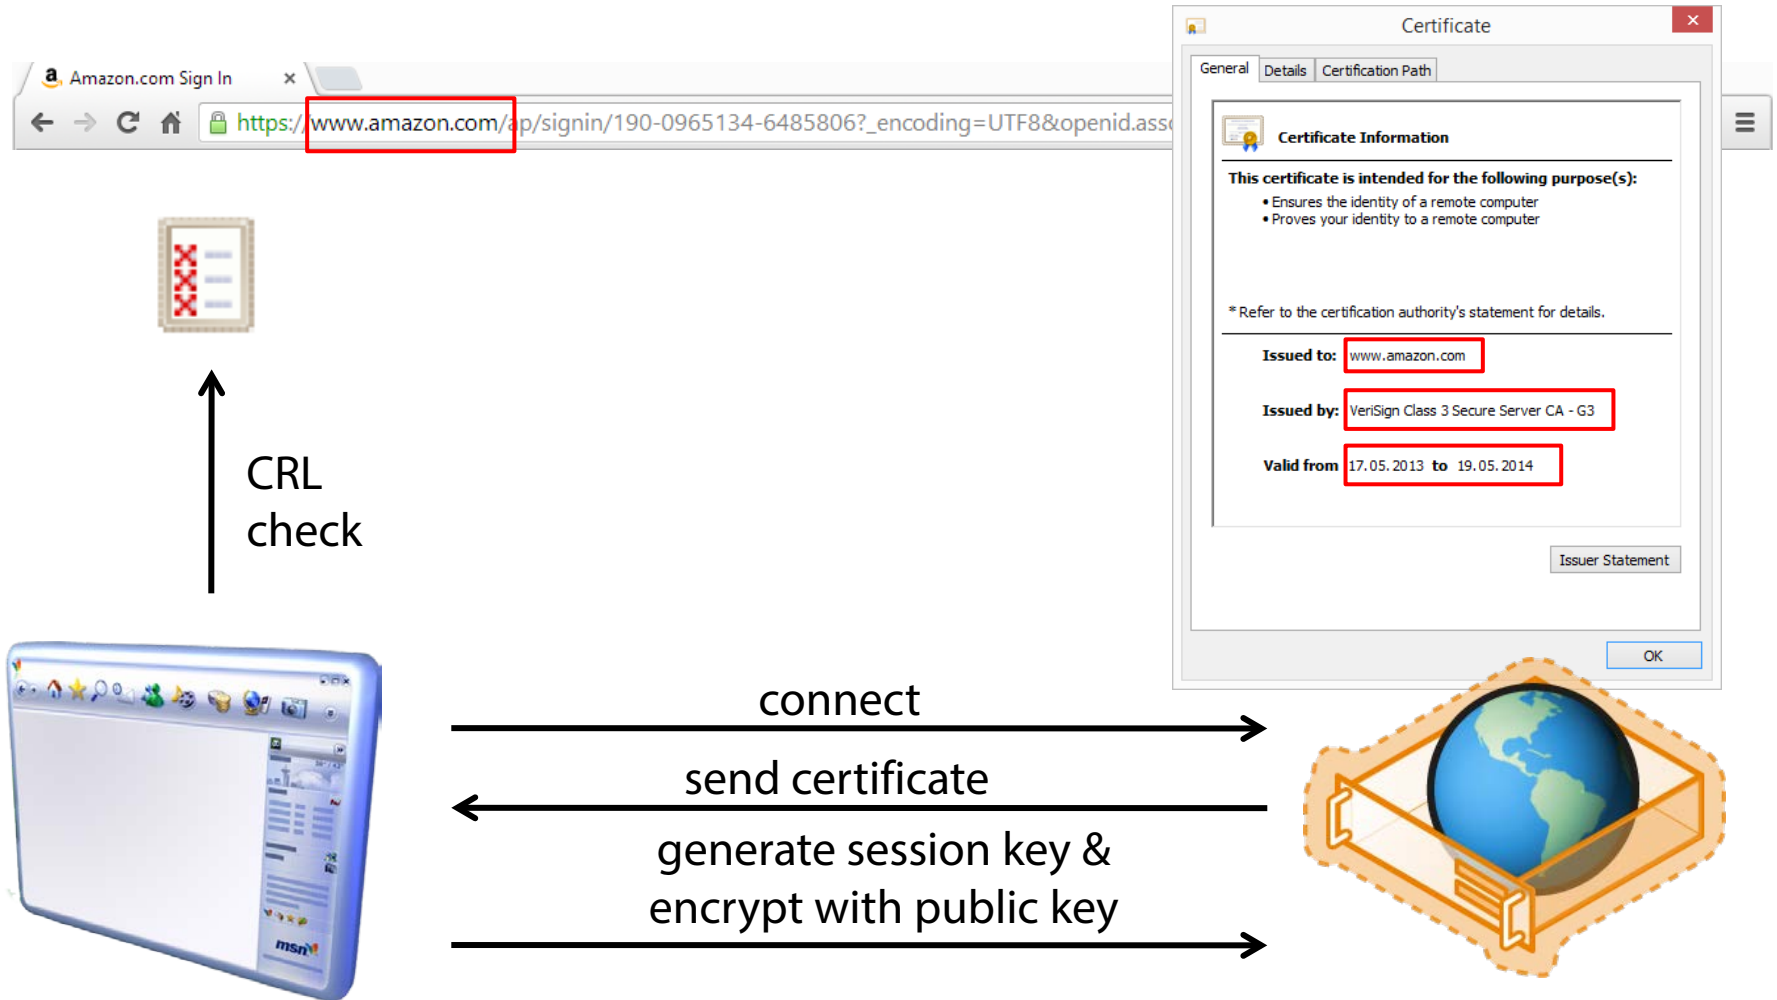 Certificate
Amazon.com Sign In
General Details Certification Path
https://www.amazon.com/ap/signin/190-0965134-6485806?_encoding=UTF8&openid.asso
Certificate Information
This certificate is intended for the following purpose(s):
• Ensures the identity of a remote computer
• Proves your identity to a remote computer
* Refer to the certification authority's statement for details.
Issued to: www.amazon.com
Issued by: VeriSign Class 3 Secure Server CA - G3
Valid from 17.05.2013 to 19.05.2014
Issuer Statement
OK
CRL
check
connect
send certificate
generate session key &
encrypt with public key
msn